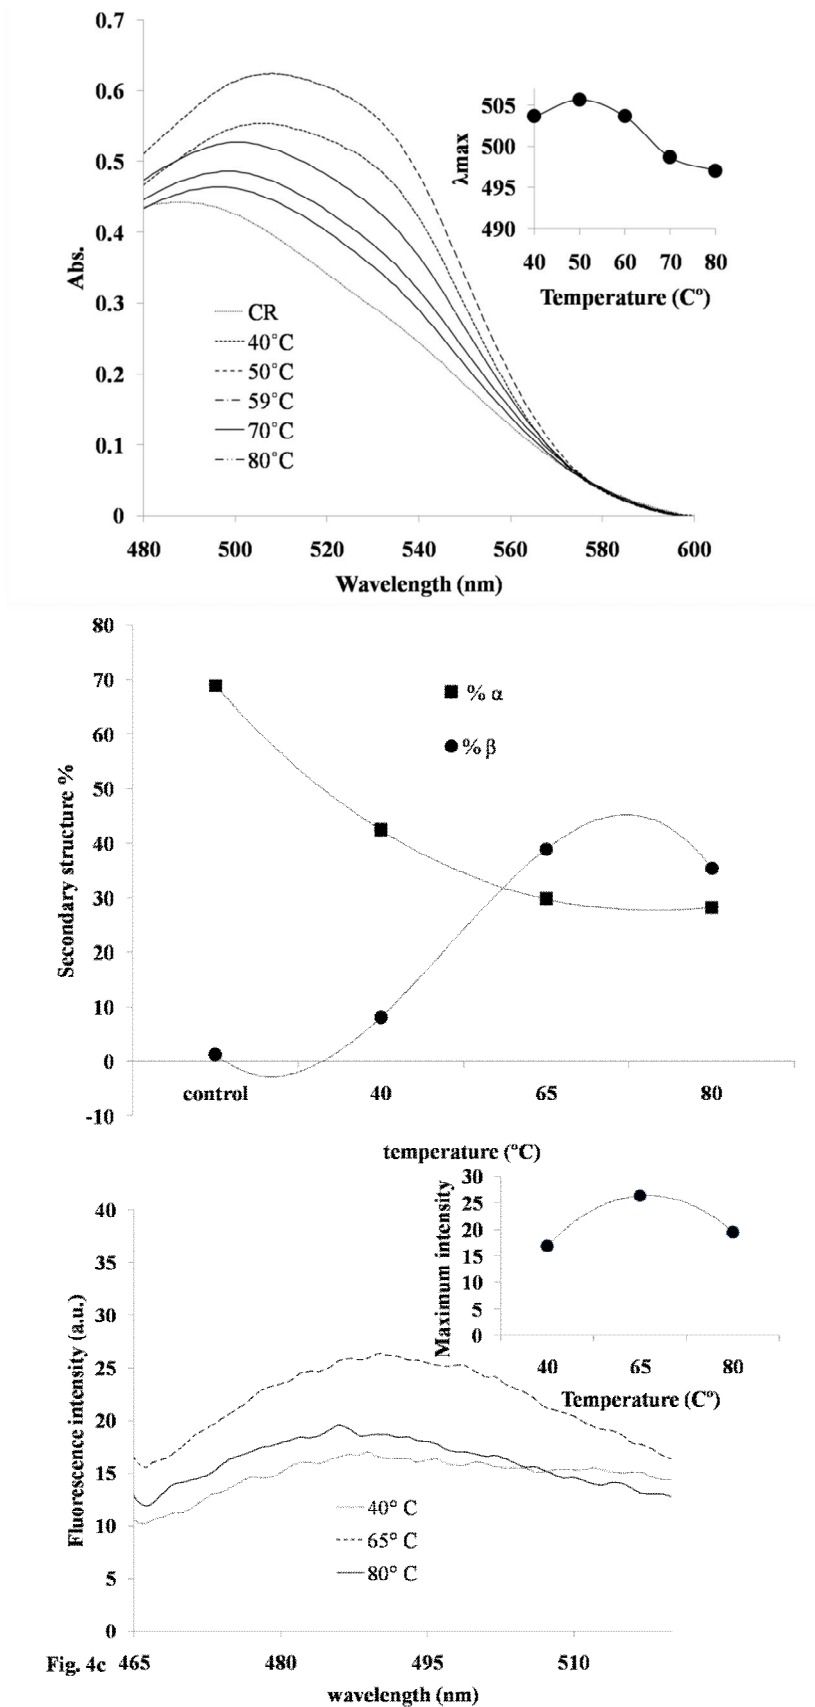 0.7
0.6
0.5
0.4
0.3
0.2
0.1
0
Abs.
480 500 520 540 560 580 600
Wavelength (nm)
CR
40°C
50°C
59°C
70°C
80°C
505
500
495
490
λmax
40 50 60 70 80
Temperature (C°)
80
70
60
50
40
30
20
10
0
-10
Secondary structure %
% α
% β
control 40 65 80
temperature (°C)
40
35
30
25
20
15
10
5
0
Fluorescence intensity (a.u.)
30
25
20
15
10
5
0
Maximum intensity
40 65 80
Temperature (C°)
40° C
65° C
80° C
Fig. 4c 465 480 495 510
wavelength (nm)